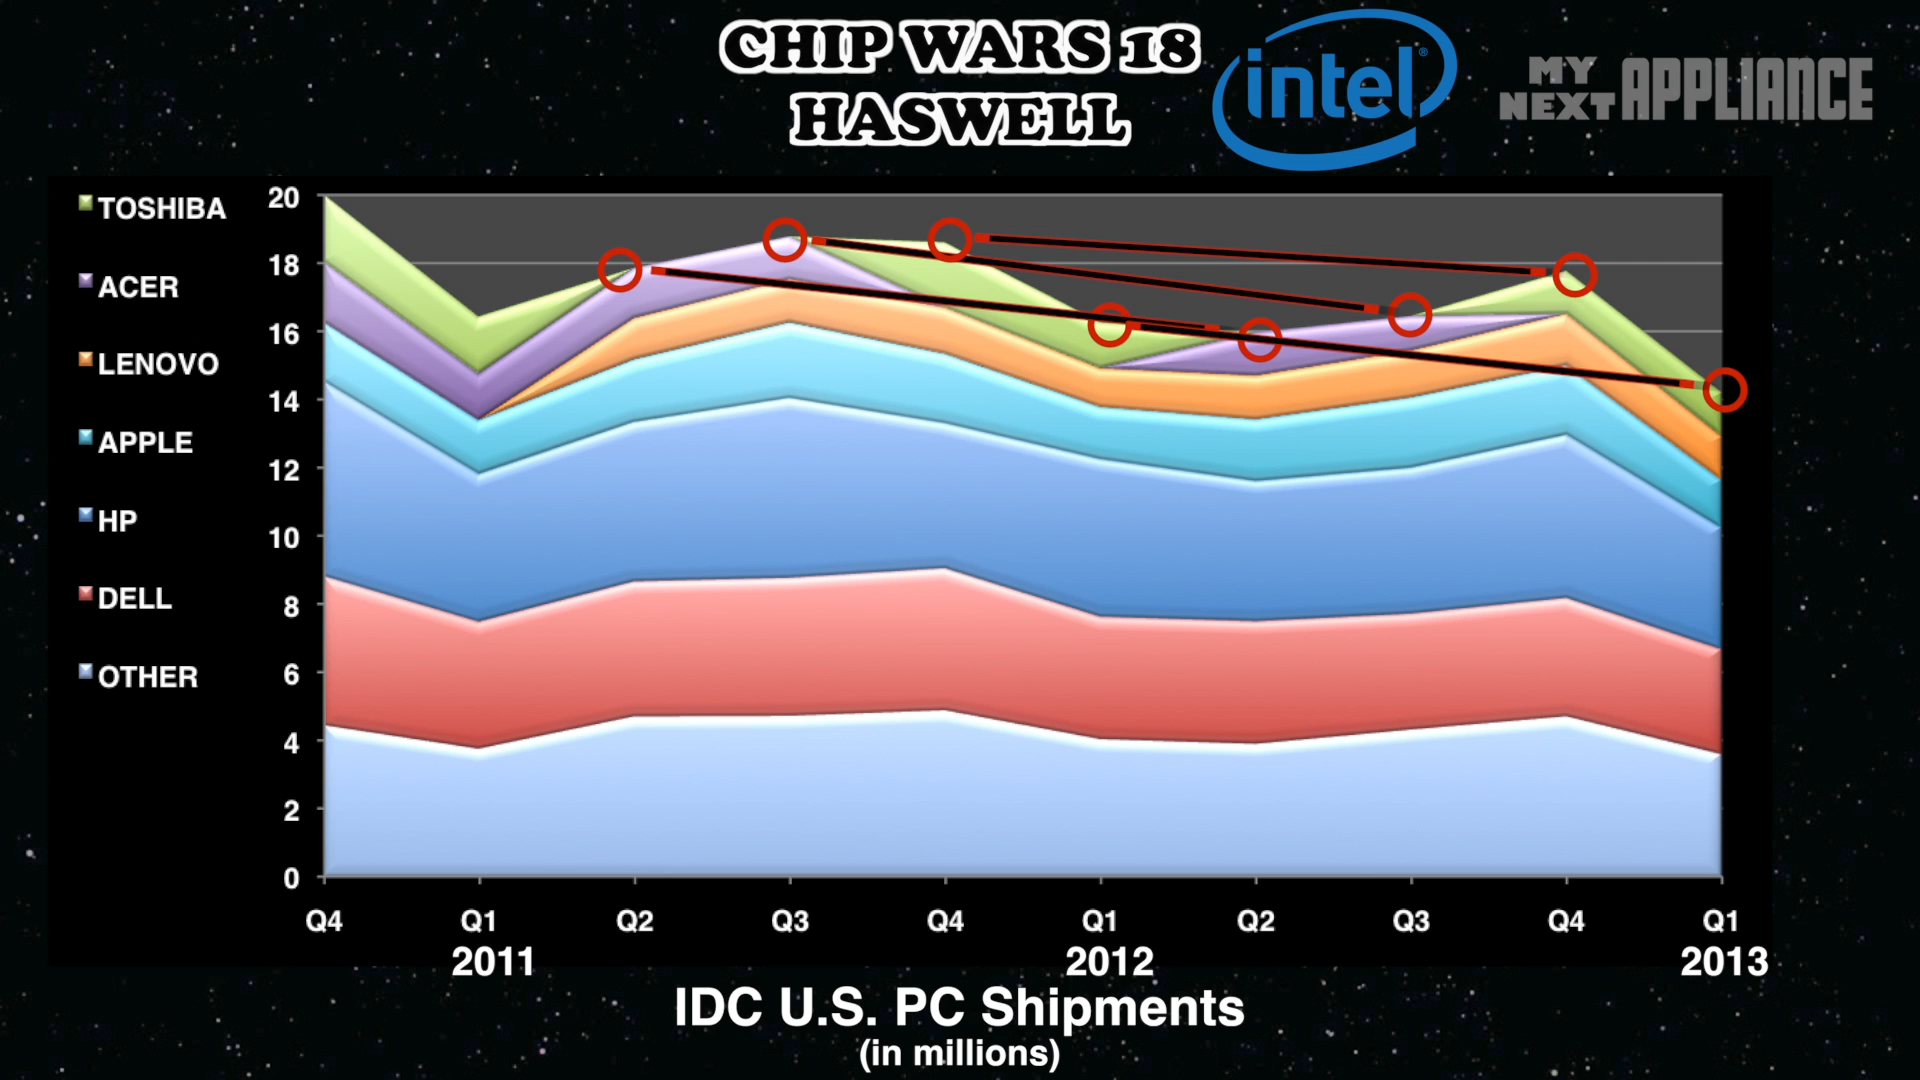 CHIP WARS 18
HASWELL
intel®
MY
NEXT APPLIANCE
TOSHIBA
ACER
LENOVO
APPLE
HP
DELL
OTHER
20
18
16
14
12
10
8
6
4
2
0
Q4 Q1 Q2 Q3 Q4 Q1 Q2 Q3 Q4 Q1
2011 2012 2013
IDC U.S. PC Shipments
(in millions)